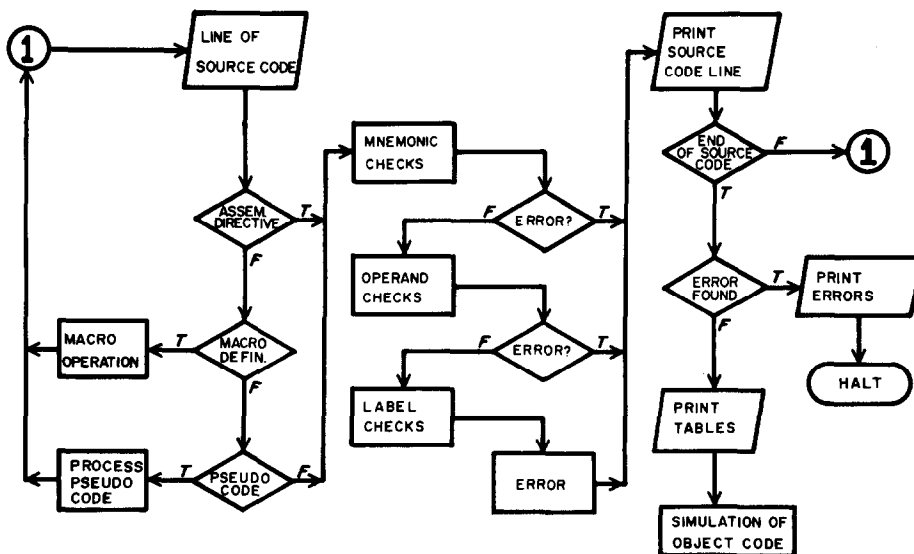 1
LINE OF
SOURCE CODE
ASSEM.
DIRECTIVE
T
F
MACRO
DEFIN.
T
F
MACRO
OPERATION
PSEUDO
CODE
T
F
PROCESS
PSEUDO
CODE
MNEMONIC
CHECKS
ERROR?
F
T
OPERAND
CHECKS
ERROR?
F
T
LABEL
CHECKS
ERROR
PRINT
SOURCE
CODE LINE
END
OF SOURCE
CODE
F
1
T
ERROR
FOUND
T
F
PRINT
ERRORS
HALT
PRINT
TABLES
SIMULATION OF
OBJECT CODE